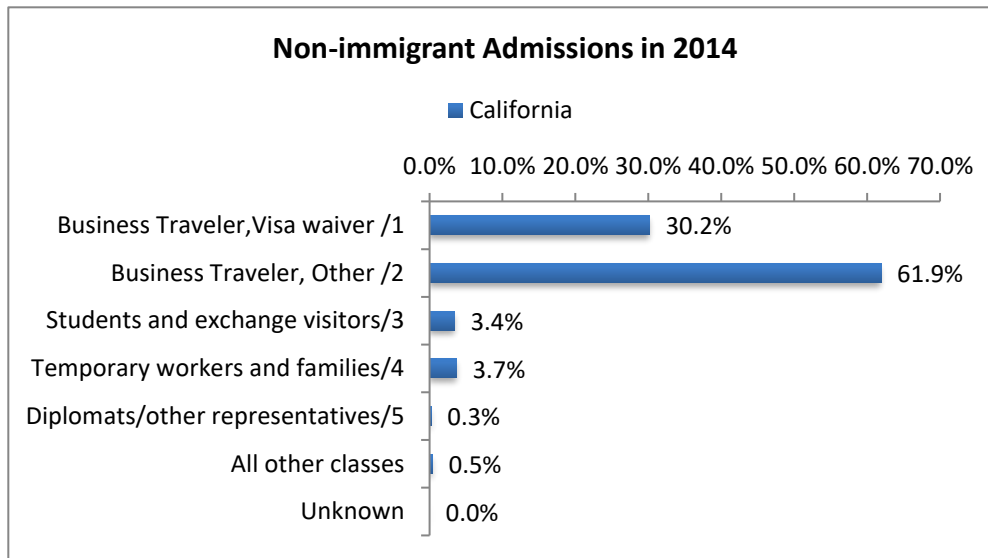 Non-immigrant Admissions in 2014
California
0.0% 10.0% 20.0% 30.0% 40.0% 50.0% 60.0% 70.0%
Business Traveler,Visa waiver /1 30.2%
Business Traveler, Other /2 61.9%
Students and exchange visitors/3 3.4%
Temporary workers and families/4 3.7%
Diplomats/other representatives/5 0.3%
All other classes 0.5%
Unknown 0.0%